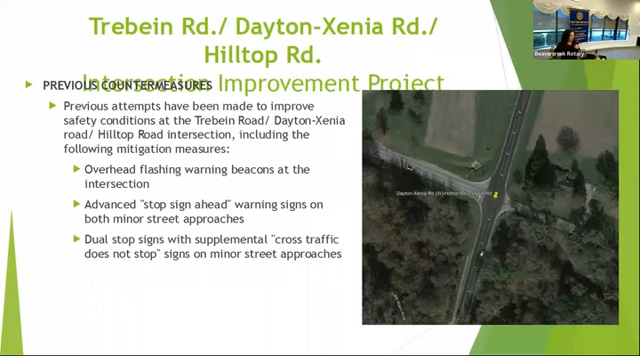 Trebein Rd./ Dayton-Xenia Rd./
Hilltop Rd.
Intersection Improvement Project
PREVIOUS COUNTERMEASURES
Previous attempts have been made to improve
safety conditions at the Trebein Road/ Dayton-Xenia
road/ Hilltop Road intersection, including the
following mitigation measures:
Overhead flashing warning beacons at the
intersection
Advanced "stop sign ahead" warning signs on
both minor street approaches
Dual stop signs with supplemental "cross traffic
does not stop" signs on minor street approaches
Dayton-Xenia Rd
Beavercreek Rotary